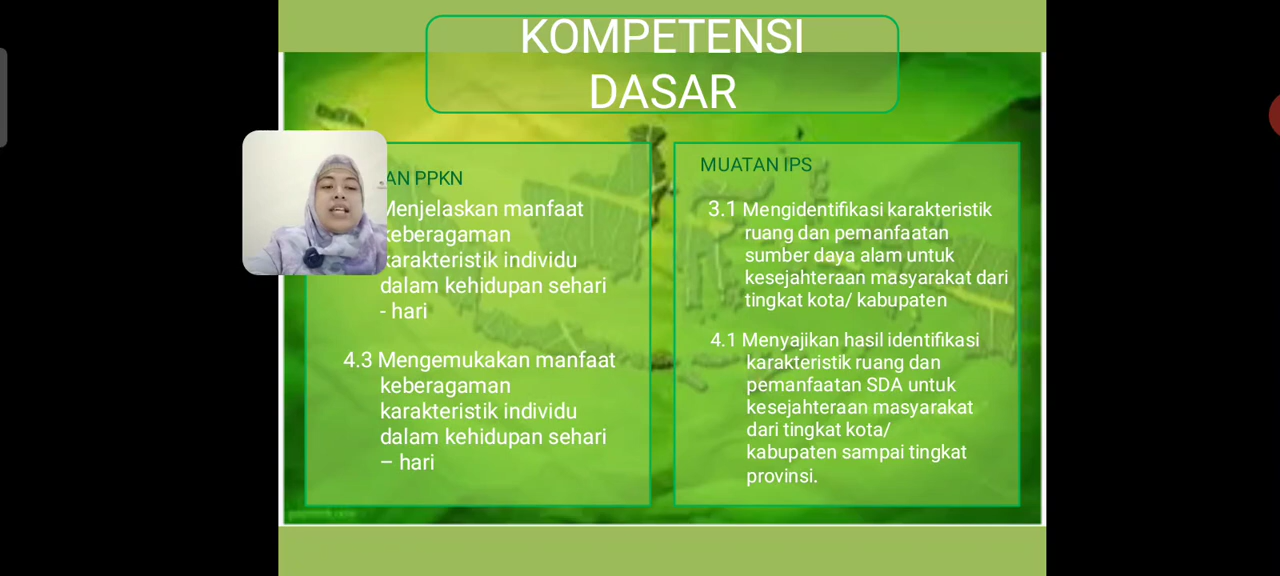 KOMPETENSI
DASAR
AN PPKN
Menjelaskan manfaat
keberagaman
karakteristik individu
dalam kehidupan sehari
- hari
4.3 Mengemukakan manfaat
keberagaman
karakteristik individu
dalam kehidupan sehari
– hari
MUATAN IPS
3.1 Mengidentifikasi karakteristik
ruang dan pemanfaatan
sumber daya alam untuk
kesejahteraan masyarakat dari
tingkat kota/ kabupaten
4.1 Menyajikan hasil identifikasi
karakteristik ruang dan
pemanfaatan SDA untuk
kesejahteraan masyarakat
dari tingkat kota/
kabupaten sampai tingkat
provinsi.